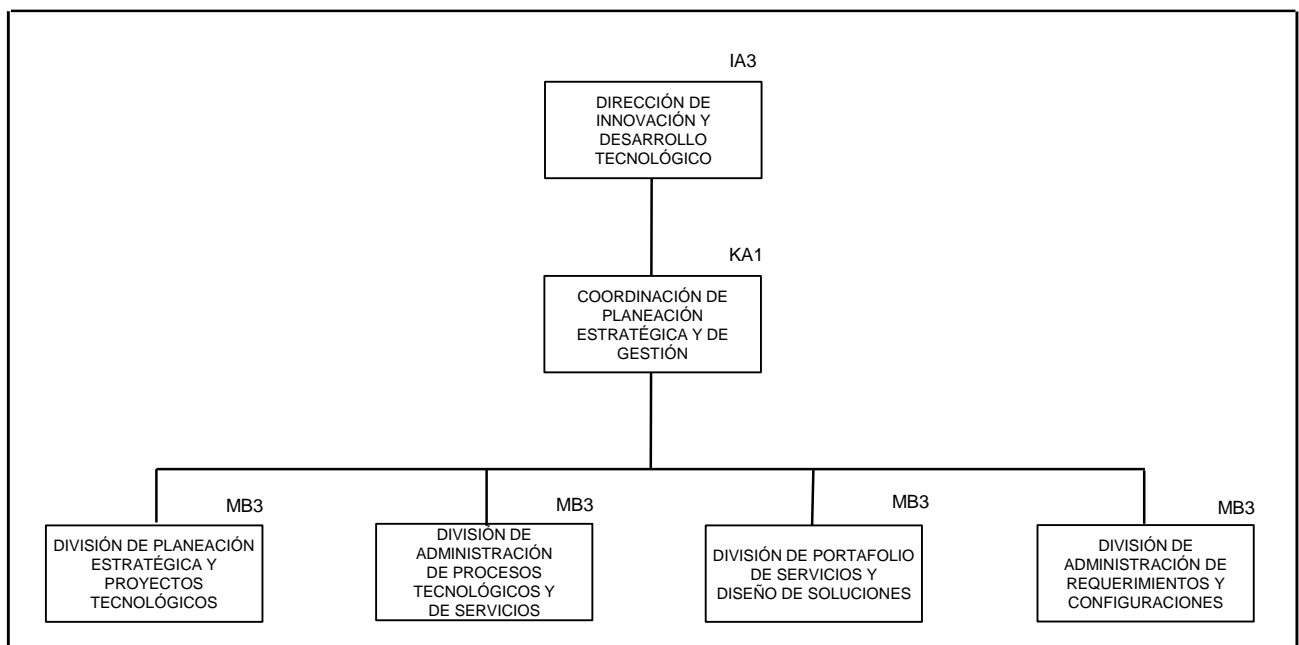 IA3
DIRECCIÓN DE
INNOVACIÓN Y
DESARROLLO
TECNOLÓGICO
KA1
COORDINACIÓN DE
PLANEACIÓN
ESTRATÉGICA Y DE
GESTIÓN
MB3
DIVISIÓN DE PLANEACIÓN
ESTRATÉGICA Y
PROYECTOS
TECNOLÓGICOS
MB3
DIVISIÓN DE
ADMINISTRACIÓN
DE PROCESOS
TECNOLÓGICOS Y
DE SERVICIOS
MB3
DIVISIÓN DE PORTAFOLIO
DE SERVICIOS Y
DISEÑO DE SOLUCIONES
MB3
DIVISIÓN DE
ADMINISTRACIÓN DE
REQUERIMIENTOS Y
CONFIGURACIONES